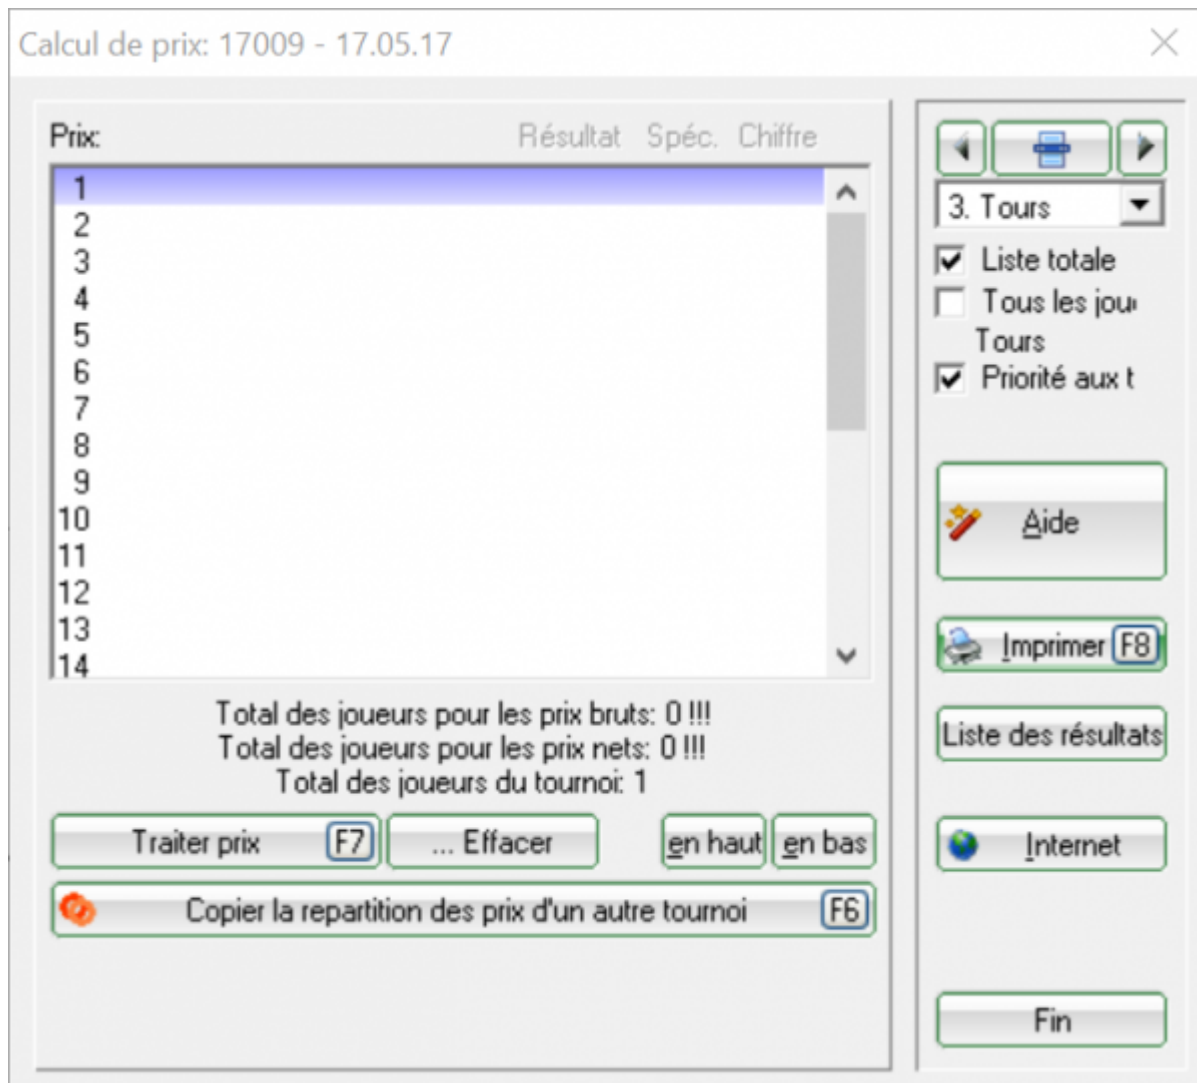 Calcul de prix: 17009 - 17.05.17
Prix: Résultat Spéc. Chiffre
1
2
3
4
5
6
7
8
9
10
11
12
13
14
Total des joueurs pour les prix bruts: 0 !!!
Total des joueurs pour les prix nets: 0 !!!
Total des joueurs du tournoi: 1
Traiter prix F7 ... Effacer en haut en bas
Copier la repartition des prix d'un autre tournoi F6
3. Tours
Liste totale
Tous les jou
Tours
Priorité aux t
Aide
Imprimer F8
Liste des résultats
Internet
Fin